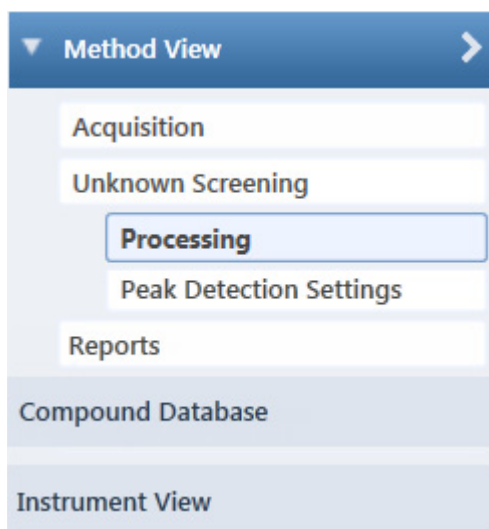 Method View
Acquisition
Unknown Screening
Processing
Peak Detection Settings
Reports
Compound Database
Instrument View